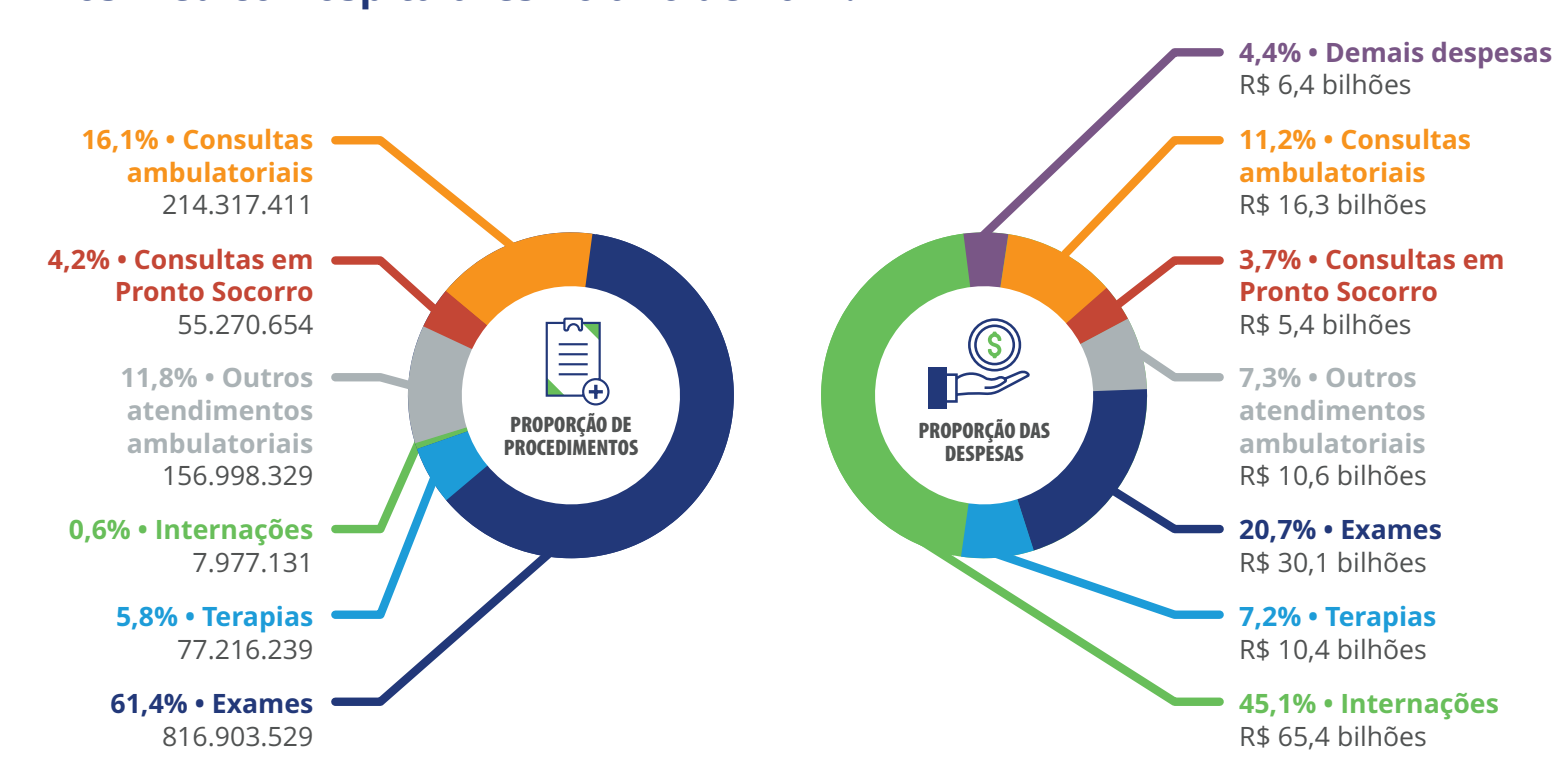 16,1% • Consultas
ambulatoriais
214.317.411
4,2% • Consultas em
Pronto Socorro
55.270.654
11,8% • Outros
atendimentos
ambulatoriais
156.998.329
0,6% • Internações
7.977.131
5,8% • Terapias
77.216.239
61,4% • Exames
816.903.529
PROPORÇÃO DE
PROCEDIMENTOS
$
PROPORÇÃO DAS
DESPESAS
4,4% • Demais despesas
R$ 6,4 bilhões
11,2% • Consultas
ambulatoriais
R$ 16,3 bilhões
3,7% • Consultas em
Pronto Socorro
R$ 5,4 bilhões
7,3% • Outros
atendimentos
ambulatoriais
R$ 10,6 bilhões
20,7% • Exames
R$ 30,1 bilhões
7,2% • Terapias
R$ 10,4 bilhões
45,1% • Internações
R$ 65,4 bilhões